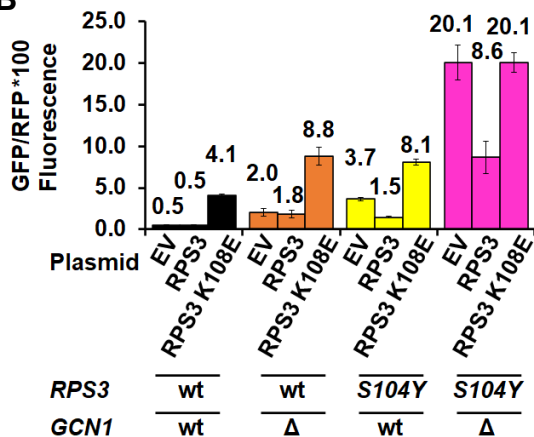 B
GFP/RFP*100
Fluorescence
25.0
20.0
15.0
10.0
5.0
0.0
0.5
0.5
4.1
2.0
1.8
8.8
3.7
1.5
8.1
20.1
8.6
20.1
Plasmid
EV
RPS3
RPS3 K108E
EV
RPS3
RPS3 K108E
EV
RPS3
RPS3 K108E
EV
RPS3
RPS3 K108E
RPS3 wt wt S104Y S104Y
GCN1 wt Δ wt Δ